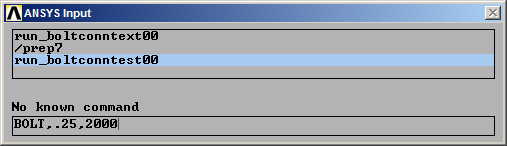 ANSYS Input
run_boltconntext00
/prep7
run_boltconntest00
No known command
BOLT,.25,2000